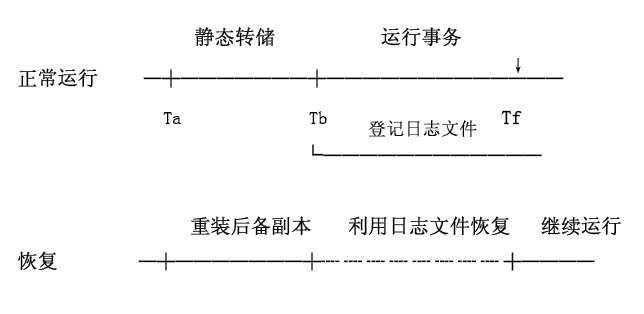 静态转储 运行事务
正常运行
Ta Tb Tf
登记日志文件
重装后备副本 利用日志文件恢复 继续运行
恢复